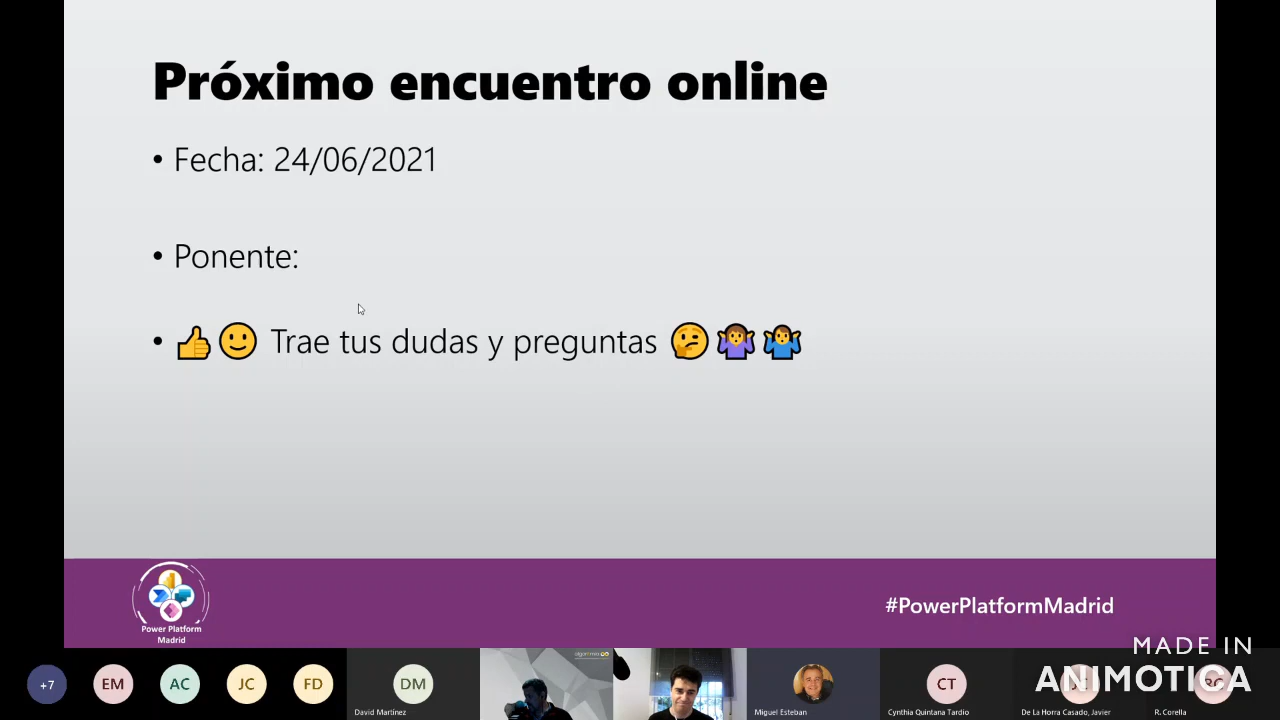 Próximo encuentro online
• Fecha: 24/06/2021
• Ponente:
• 👍🙂 Trae tus dudas y preguntas 🤔🤷‍♀️🤷‍♂️
Power Platform
Madrid
#PowerPlatformMadrid
MADE IN
ANIMOTICA
+7
EM
AC
JC
FD
DM
CT
David Martínez
Miguel Esteban
Cynthia Quintana Tardio
De La Horra Casado, Javier
R. Corella